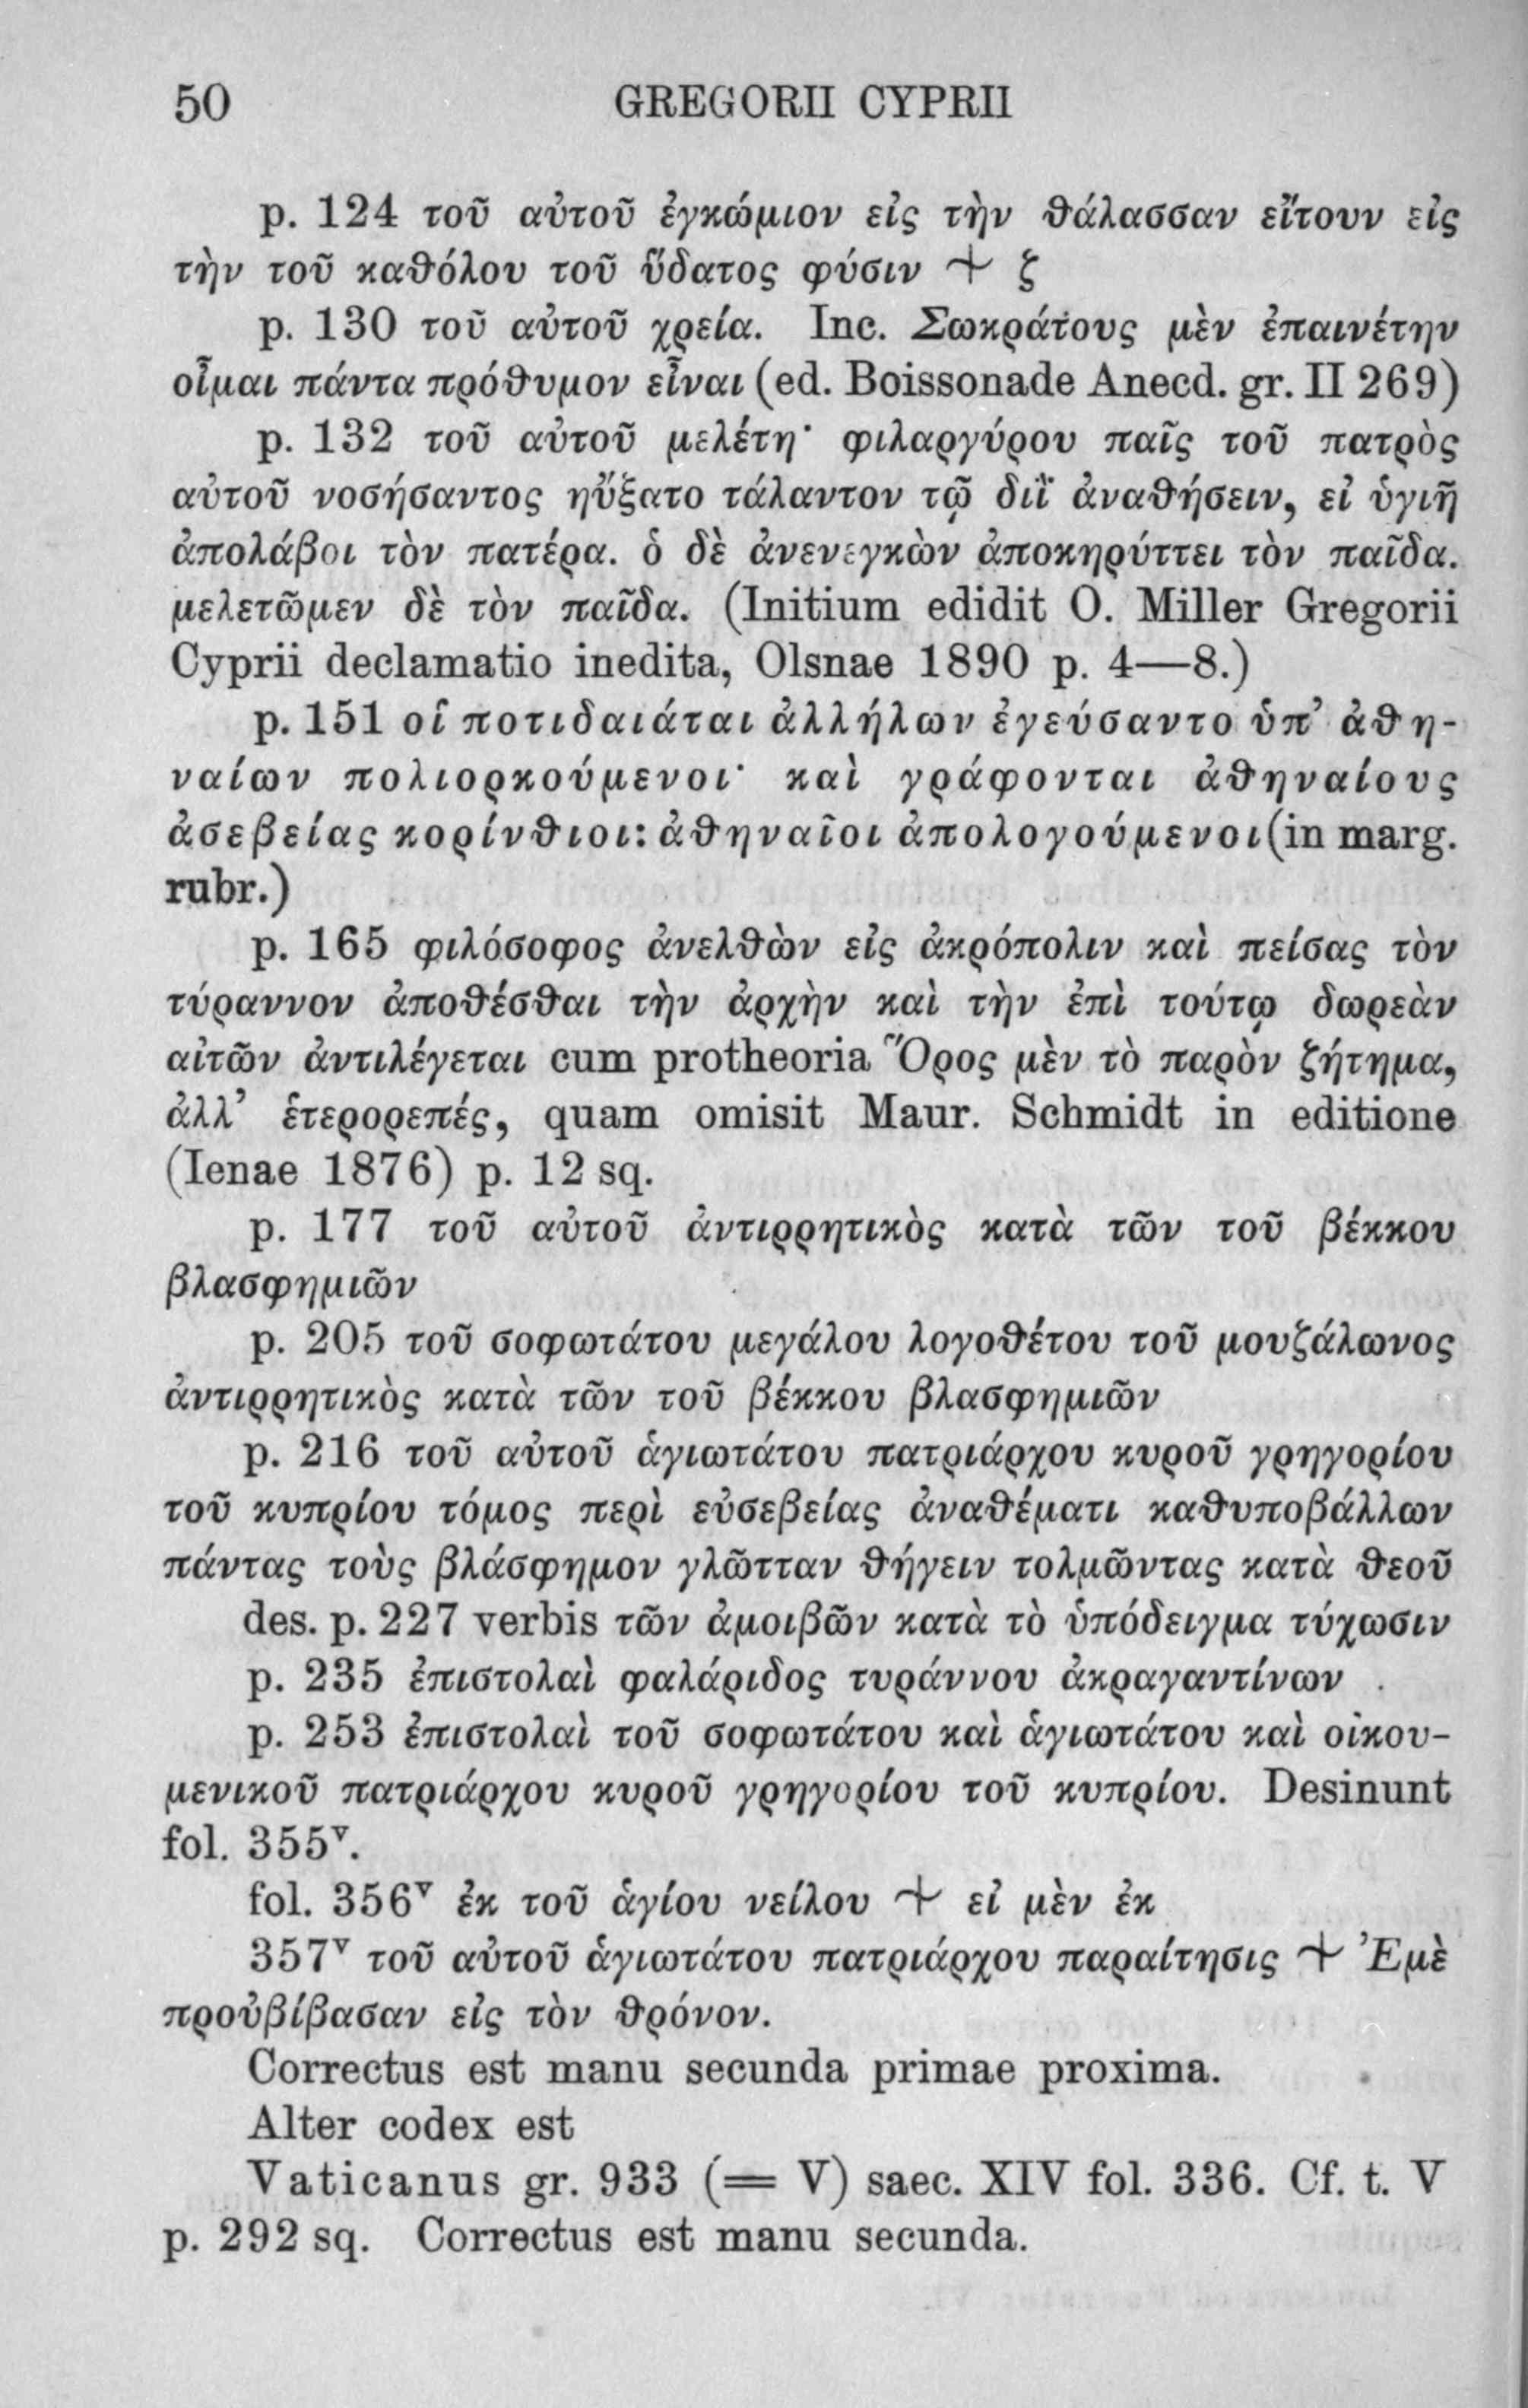 50 GREGORII CYPRII
p. 124 τοῦ αὐτοῦ ἐγκώμιον εἰς τὴν θάλασσαν εἴτουν εἰς
τὴν τοῦ καθόλου τοῦ ὕδατος φύσιν + ζ
p. 130 τοῦ αὐτοῦ χρεία. Inc. Σωκράτους μὲν ἐπαινέτην
οἶμαι πάντα πρόθυμον εἶναι (ed. Boissonade Anecd. gr. II 269)
p. 132 τοῦ αὐτοῦ μελέτη· φιλαργύρου παῖς τοῦ πατρὸς
αὐτοῦ νοσήσαντος ηὔξατο τάλαντον τῷ διῒ ἀναθήσειν, εἰ ὑγιῆ
ἀπολάβοι τὸν πατέρα. ὁ δὲ ἀνενεγκὼν ἀποκηρύττει τὸν παῖδα.
μελετῶμεν δὲ τὸν παῖδα. (Initium edidit O. Miller Gregorii
Cyprii declamatio inedita, Olsnae 1890 p. 4—8.)
p. 151 οἱ ποτιδαιάται ἀλλήλων ἐγεύσαντο ὑπ’ ἀθη-
ναίων πολιορκούμενοι· καὶ γράφονται ἀθηναίους
ἀσεβείας κορίνθιοι: ἀθηναῖοι ἀπολογούμενοι (in marg.
rubr.)
p. 165 φιλόσοφος ἀνελθὼν εἰς ἀκρόπολιν καὶ πείσας τὸν
τύραννον ἀποθέσθαι τὴν ἀρχὴν καὶ τὴν ἐπὶ τούτῳ δωρεὰν
αἰτῶν ἀντιλέγεται cum protheoria Ὅρος μὲν τὸ παρὸν ζήτημα,
ἀλλ’ ἑτερορεπές, quam omisit Maur. Schmidt in editione
(Ienae 1876) p. 12 sq.
p. 177 τοῦ αὐτοῦ ἀντιρρητικὸς κατὰ τῶν τοῦ βέκκου
βλασφημιῶν
p. 205 τοῦ σοφωτάτου μεγάλου λογοθέτου τοῦ μουζάλωνος
ἀντιρρητικὸς κατὰ τῶν τοῦ βέκκου βλασφημιῶν
p. 216 τοῦ αὐτοῦ ἁγιωτάτου πατριάρχου κυροῦ γρηγορίου
τοῦ κυπρίου τόμος περὶ εὐσεβείας ἀναθέματι καθυποβάλλων
πάντας τοὺς βλάσφημον γλῶτταν θήγειν τολμῶντας κατὰ θεοῦ
des. p. 227 verbis τῶν ἀμοιβῶν κατὰ τὸ ὑπόδειγμα τύχωσιν
p. 235 ἐπιστολαὶ φαλάριδος τυράννου ἀκραγαντίνων
p. 253 ἐπιστολαὶ τοῦ σοφωτάτου καὶ ἁγιωτάτου καὶ οἰκου-
μενικοῦ πατριάρχου κυροῦ γρηγορίου τοῦ κυπρίου. Desinunt
fol. 355ᵛ.
fol. 356ᵛ ἐκ τοῦ ἁγίου νείλου + εἰ μὲν ἐκ
357ᵛ τοῦ αὐτοῦ ἁγιωτάτου πατριάρχου παραίτησις + Ἐμὲ
προὐβίβασαν εἰς τὸν θρόνον.
Correctus est manu secunda primae proxima.
Alter codex est
Vaticanus gr. 933 (= V) saec. XIV fol. 336. Cf. t. V
p. 292 sq. Correctus est manu secunda.